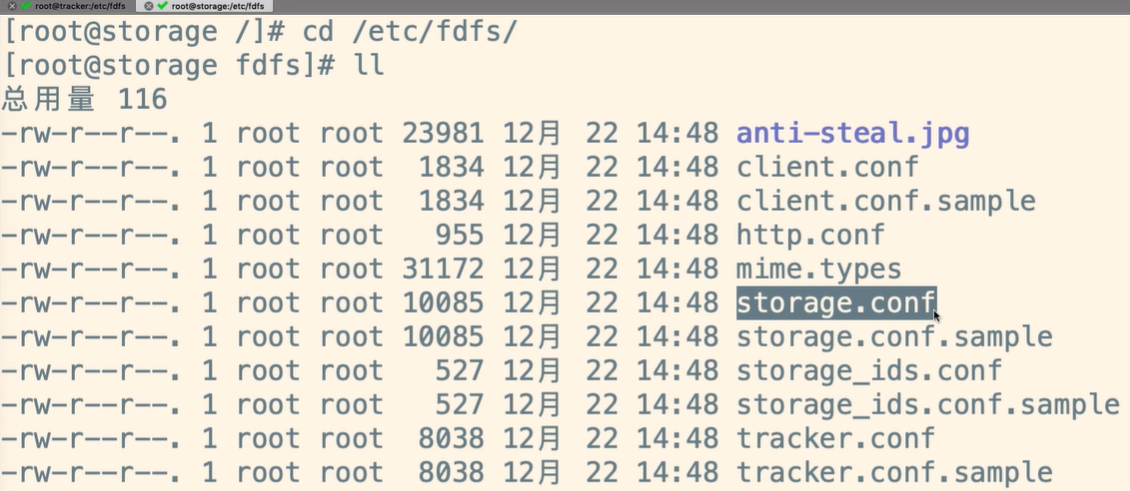 root@tracker:/etc/fdfs root@storage:/etc/fdfs
[root@storage /]# cd /etc/fdfs/
[root@storage fdfs]# ll
总用量 116
-rw-r--r--. 1 root root 23981 12月 22 14:48 anti-steal.jpg
-rw-r--r--. 1 root root 1834 12月 22 14:48 client.conf
-rw-r--r--. 1 root root 1834 12月 22 14:48 client.conf.sample
-rw-r--r--. 1 root root 955 12月 22 14:48 http.conf
-rw-r--r--. 1 root root 31172 12月 22 14:48 mime.types
-rw-r--r--. 1 root root 10085 12月 22 14:48 storage.conf
-rw-r--r--. 1 root root 10085 12月 22 14:48 storage.conf.sample
-rw-r--r--. 1 root root 527 12月 22 14:48 storage_ids.conf
-rw-r--r--. 1 root root 527 12月 22 14:48 storage_ids.conf.sample
-rw-r--r--. 1 root root 8038 12月 22 14:48 tracker.conf
-rw-r--r--. 1 root root 8038 12月 22 14:48 tracker.conf.sample